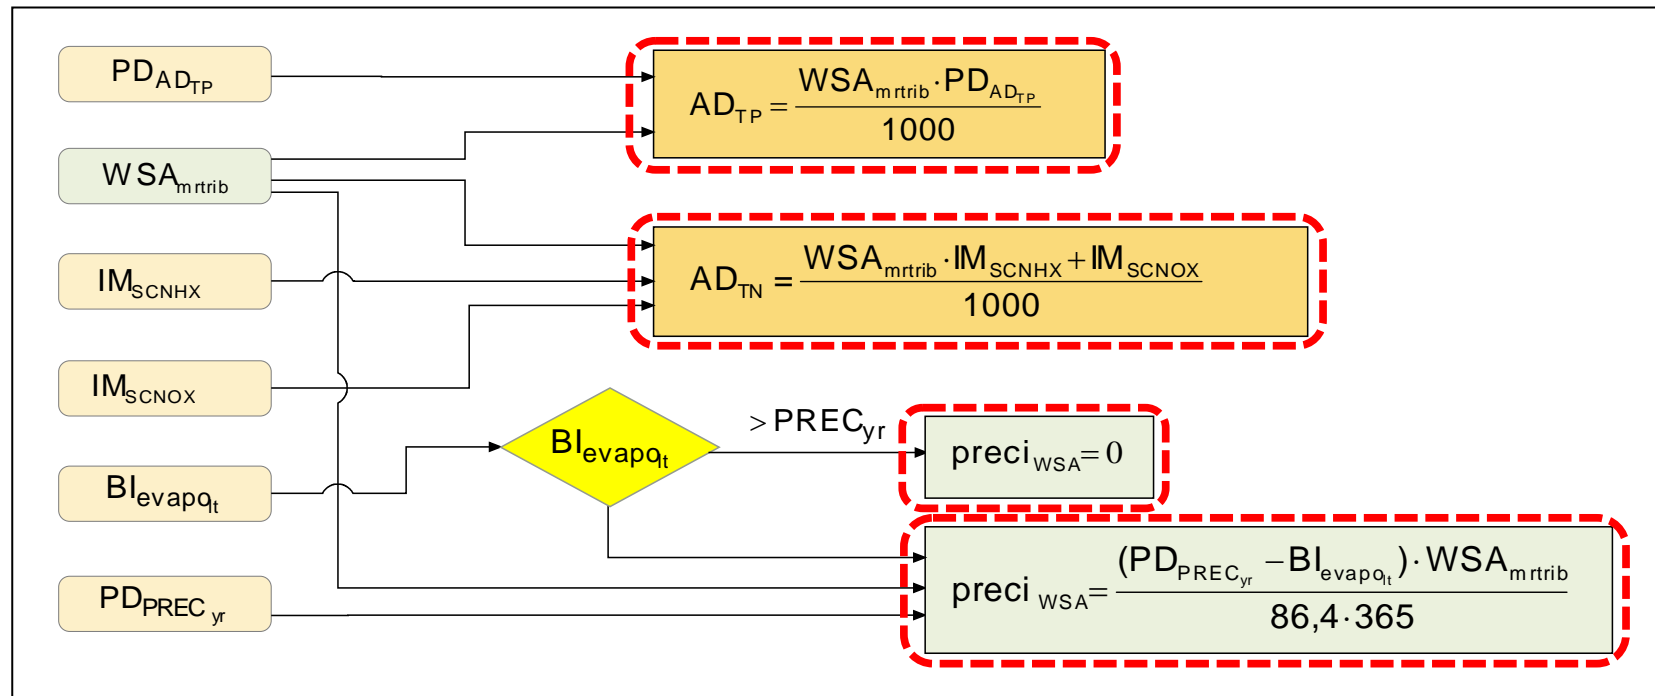 PD_AD_TP
WSA_mrtrib
IM_SCNHX
IM_SCNOX
BI_evapo_lt
PD_PREC_yr
AD_TP = WSA_mrtrib · PD_AD_TP / 1000
AD_TN = WSA_mrtrib · IM_SCNHX + IM_SCNOX / 1000
BI_evapo_lt
> PREC_yr
preci_WSA = 0
preci_WSA = (PD_PREC_yr − BI_evapo_lt) · WSA_mrtrib / 86,4 · 365